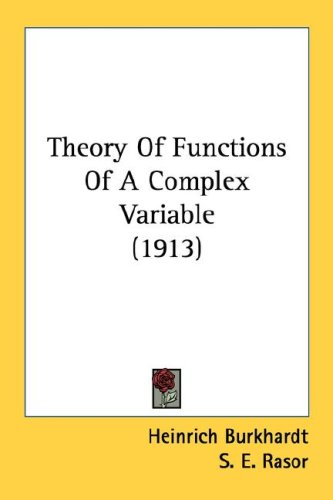 Theory Of Functions
Of A Complex
Variable
(1913)
Heinrich Burkhardt
S. E. Rasor